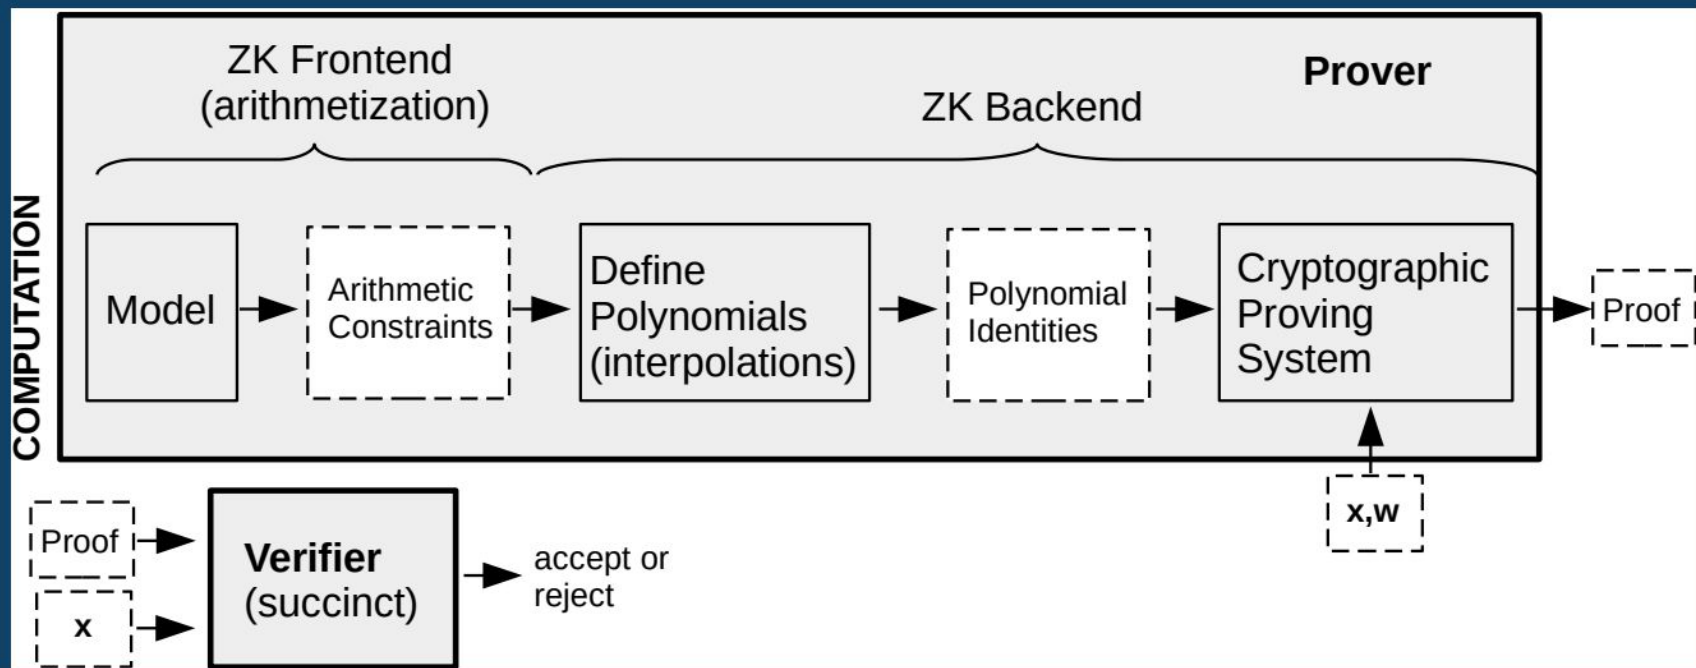 ZK Frontend
(arithmetization)
Prover
ZK Backend
COMPUTATION
Model
Arithmetic
Constraints
Define
Polynomials
(interpolations)
Polynomial
Identities
Cryptographic
Proving
System
Proof
x,w
Proof
x
Verifier
(succinct)
accept or
reject